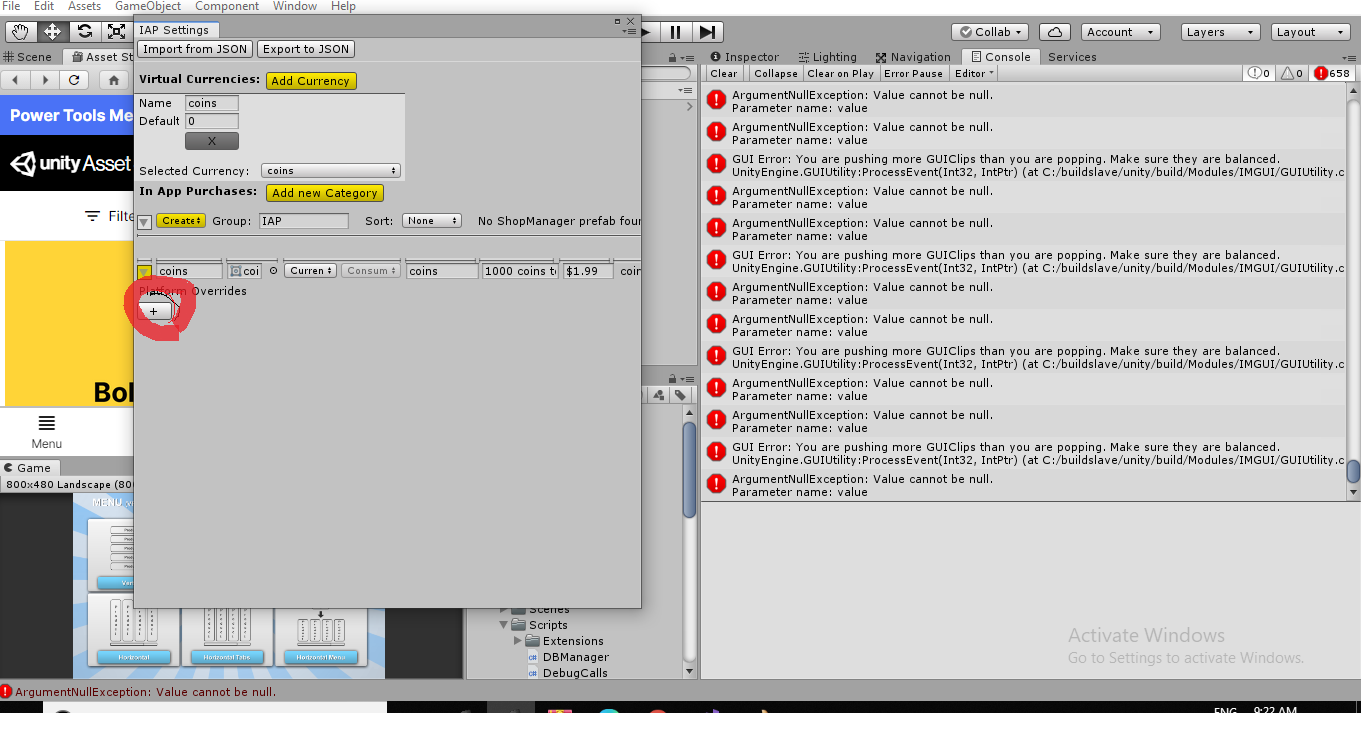 File Edit Assets GameObject Component Window Help
IAP Settings
Import from JSON Export to JSON
Virtual Currencies: Add Currency
Name coins
Default 0
X
Selected Currency: coins
In App Purchases: Add new Category
Create Group: IAP Sort: None No ShopManager prefab four
coins coi Curren Consum coins 1000 coins to $1.99 coin
Platform Overrides
+
Scene Asset St
Power Tools Me
unity Asset
Filte
Bol
Menu
Game
800x480 Landscape (80
MENU
Horizontal Horizontal Tabs Horizontal Menu
Scenes
Scripts
Extensions
DBManager
DebugCalls
Collab Account Layers Layout
Inspector Lighting Navigation Console Services
Clear Collapse Clear on Play Error Pause Editor 0 0 658
ArgumentNullException: Value cannot be null.
Parameter name: value
ArgumentNullException: Value cannot be null.
Parameter name: value
GUI Error: You are pushing more GUIClips than you are popping. Make sure they are balanced.
UnityEngine.GUIUtility:ProcessEvent(Int32, IntPtr) (at C:/buildslave/unity/build/Modules/IMGUI/GUIUtility.c
ArgumentNullException: Value cannot be null.
Parameter name: value
ArgumentNullException: Value cannot be null.
Parameter name: value
GUI Error: You are pushing more GUIClips than you are popping. Make sure they are balanced.
UnityEngine.GUIUtility:ProcessEvent(Int32, IntPtr) (at C:/buildslave/unity/build/Modules/IMGUI/GUIUtility.c
ArgumentNullException: Value cannot be null.
Parameter name: value
ArgumentNullException: Value cannot be null.
Parameter name: value
GUI Error: You are pushing more GUIClips than you are popping. Make sure they are balanced.
UnityEngine.GUIUtility:ProcessEvent(Int32, IntPtr) (at C:/buildslave/unity/build/Modules/IMGUI/GUIUtility.c
ArgumentNullException: Value cannot be null.
Parameter name: value
ArgumentNullException: Value cannot be null.
Parameter name: value
GUI Error: You are pushing more GUIClips than you are popping. Make sure they are balanced.
UnityEngine.GUIUtility:ProcessEvent(Int32, IntPtr) (at C:/buildslave/unity/build/Modules/IMGUI/GUIUtility.c
ArgumentNullException: Value cannot be null.
Parameter name: value
Activate Windows
Go to Settings to activate Windows.
ArgumentNullException: Value cannot be null.
ENG 9:22 AM